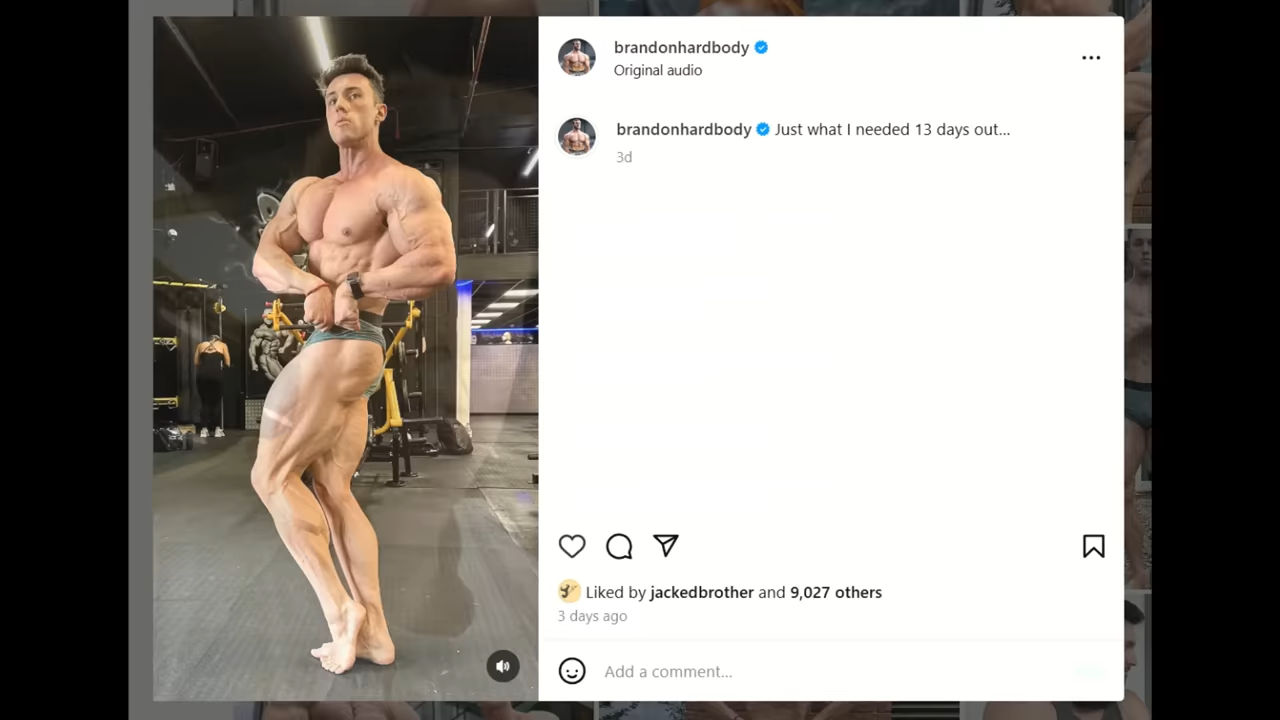 brandonhardbody
Original audio
brandonhardbody Just what I needed 13 days out...
3d
Liked by jackedbrother and 9,027 others
3 days ago
Add a comment...